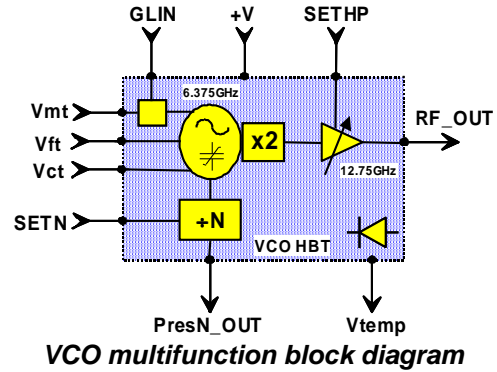 GLIN +V SETHP
6.375GHz
Vmt
RF_OUT
Vft
x2
Vct
12.75GHz
SETN
÷N
VCO HBT
PresN_OUT Vtemp
VCO multifunction block diagram